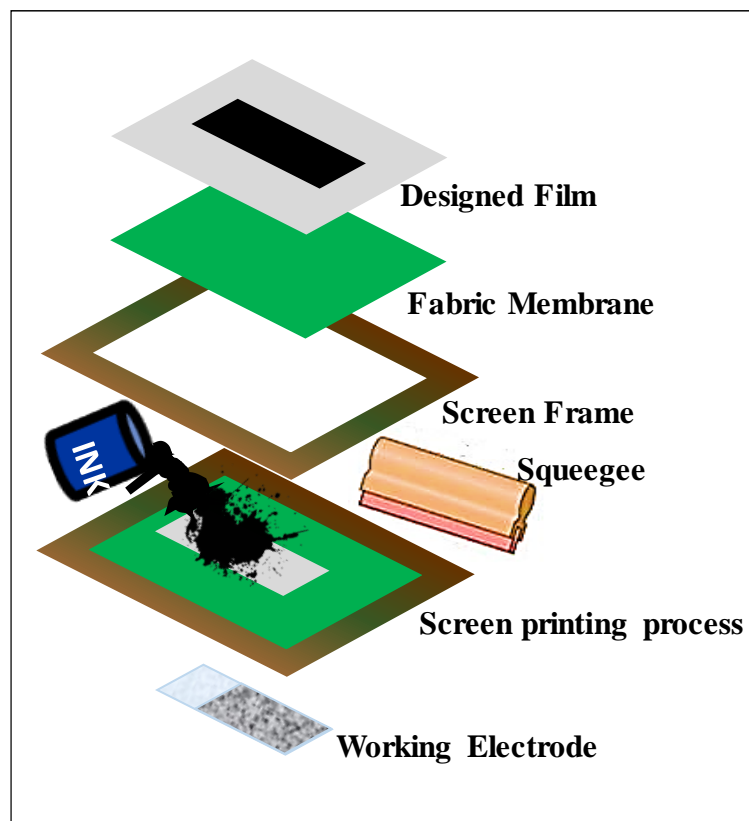 Designed Film
Fabric Membrane
Screen Frame
INK
Squeegee
Screen printing process
Working Electrode